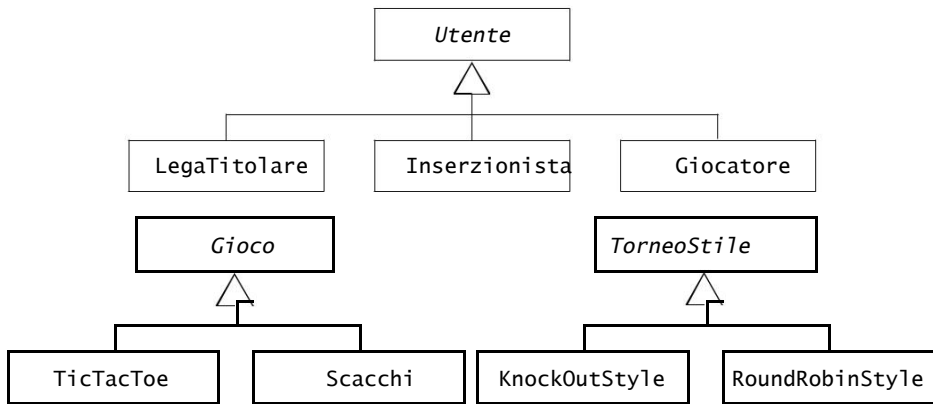 Utente
LegaTitolare Inserzionista Giocatore
Gioco TorneoStile
TicTacToe Scacchi KnockOutStyle RoundRobinStyle